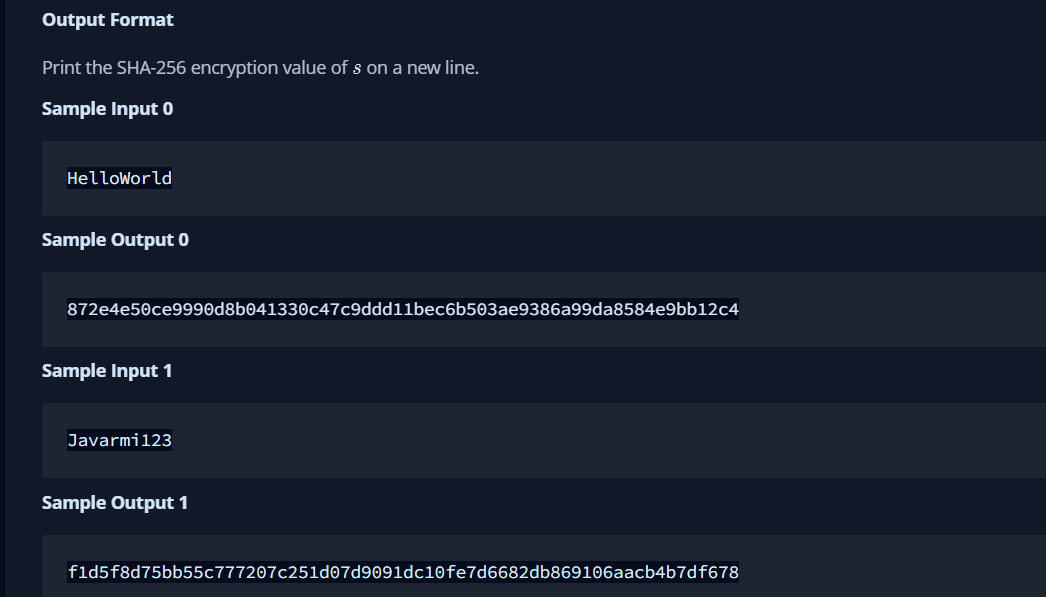 Output Format
Print the SHA-256 encryption value of s on a new line.
Sample Input 0
HelloWorld
Sample Output 0
872e4e50ce9990d8b041330c47c9ddd11bec6b503ae9386a99da8584e9bb12c4
Sample Input 1
Javarmi123
Sample Output 1
f1d5f8d75bb55c777207c251d07d9091dc10fe7d6682db869106aacb4b7df678